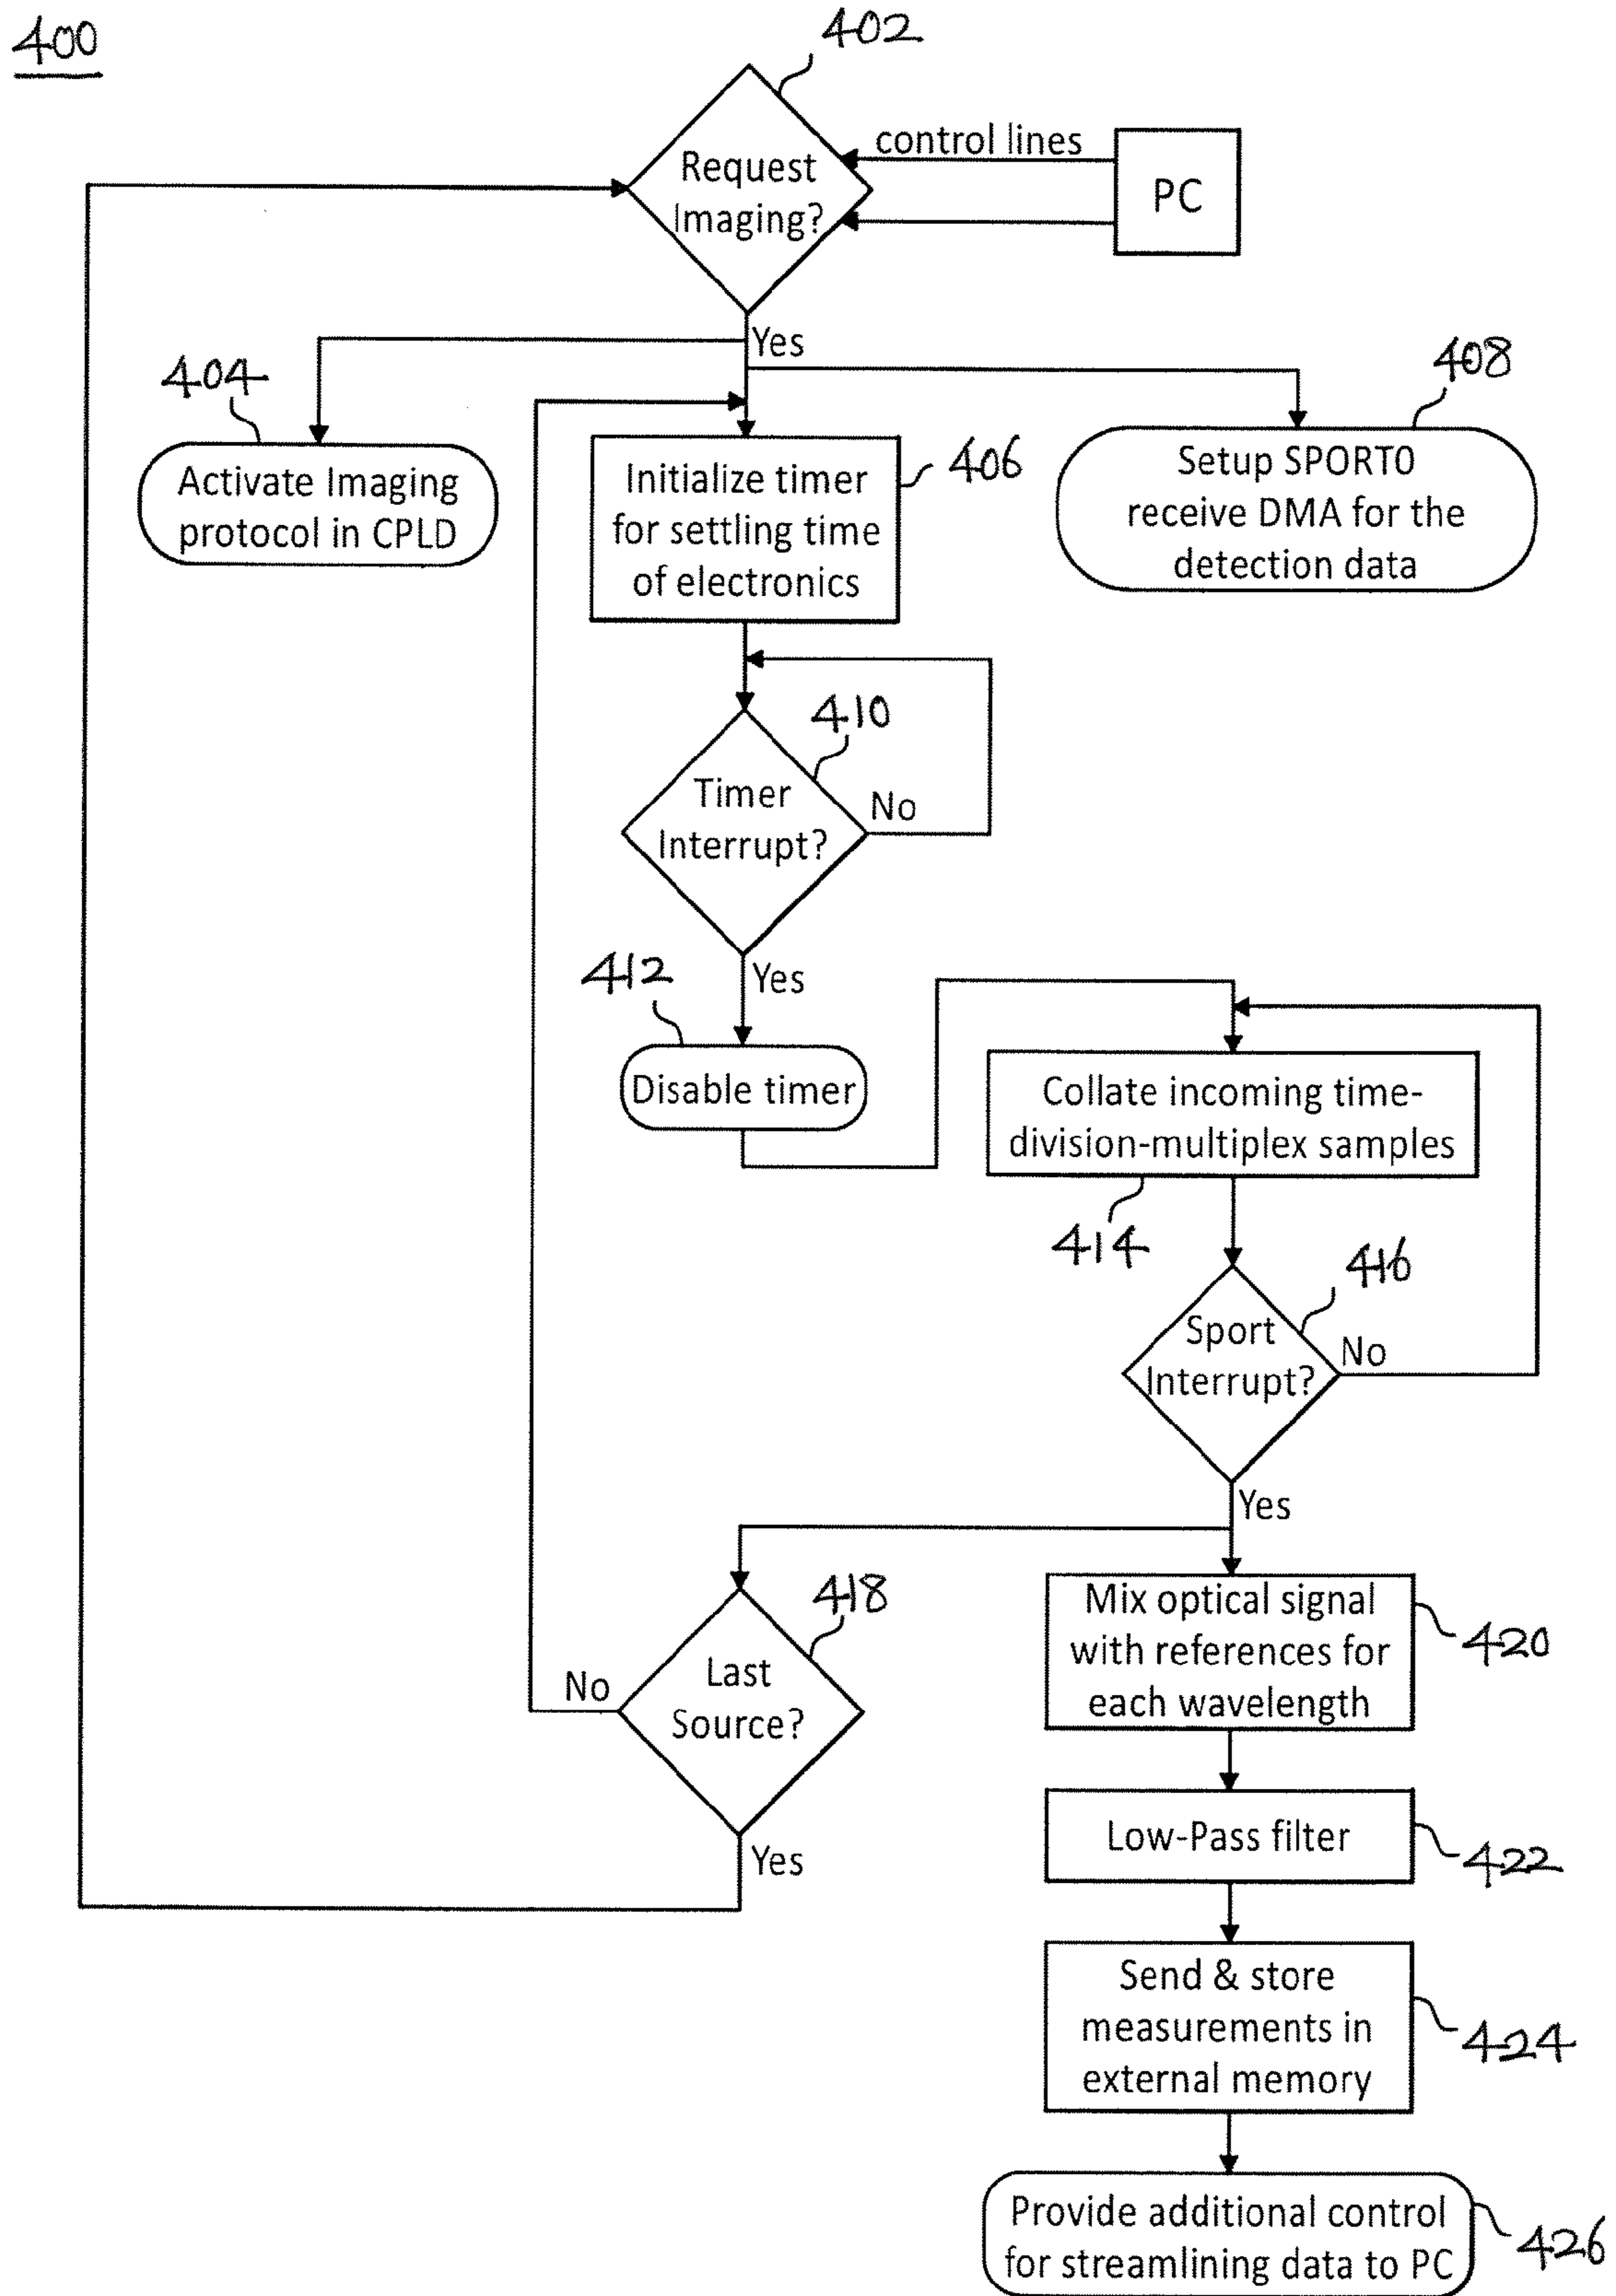 400
402
control lines
PC
Request
Imaging?
Yes
404
408
Activate Imaging
protocol in CPLD
Initialize timer
for settling time
of electronics
406
Setup SPORT0
receive DMA for the
detection data
410
Timer
Interrupt?
No
Yes
412
Disable timer
Collate incoming time-
division-multiplex samples
414
416
Sport
Interrupt?
No
Yes
418
Last
Source?
No
Yes
Mix optical signal
with references for
each wavelength
420
Low-Pass filter
422
Send & store
measurements in
external memory
424
Provide additional control
for streamlining data to PC
426